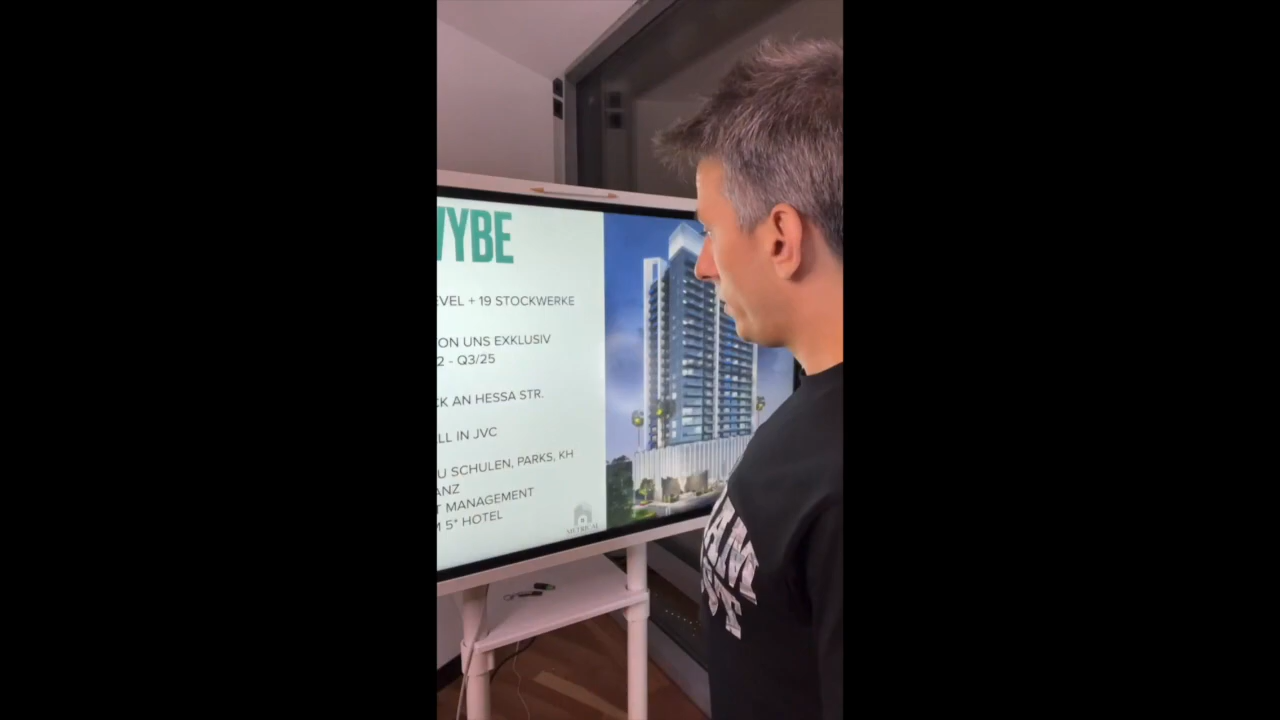 VYBE
EVEL + 19 STOCKWERKE
ON UNS EXKLUSIV
2 - Q3/25
CK AN HESSA STR.
LL IN JVC
U SCHULEN, PARKS, KH
ANZ
T MANAGEMENT
M 5* HOTEL